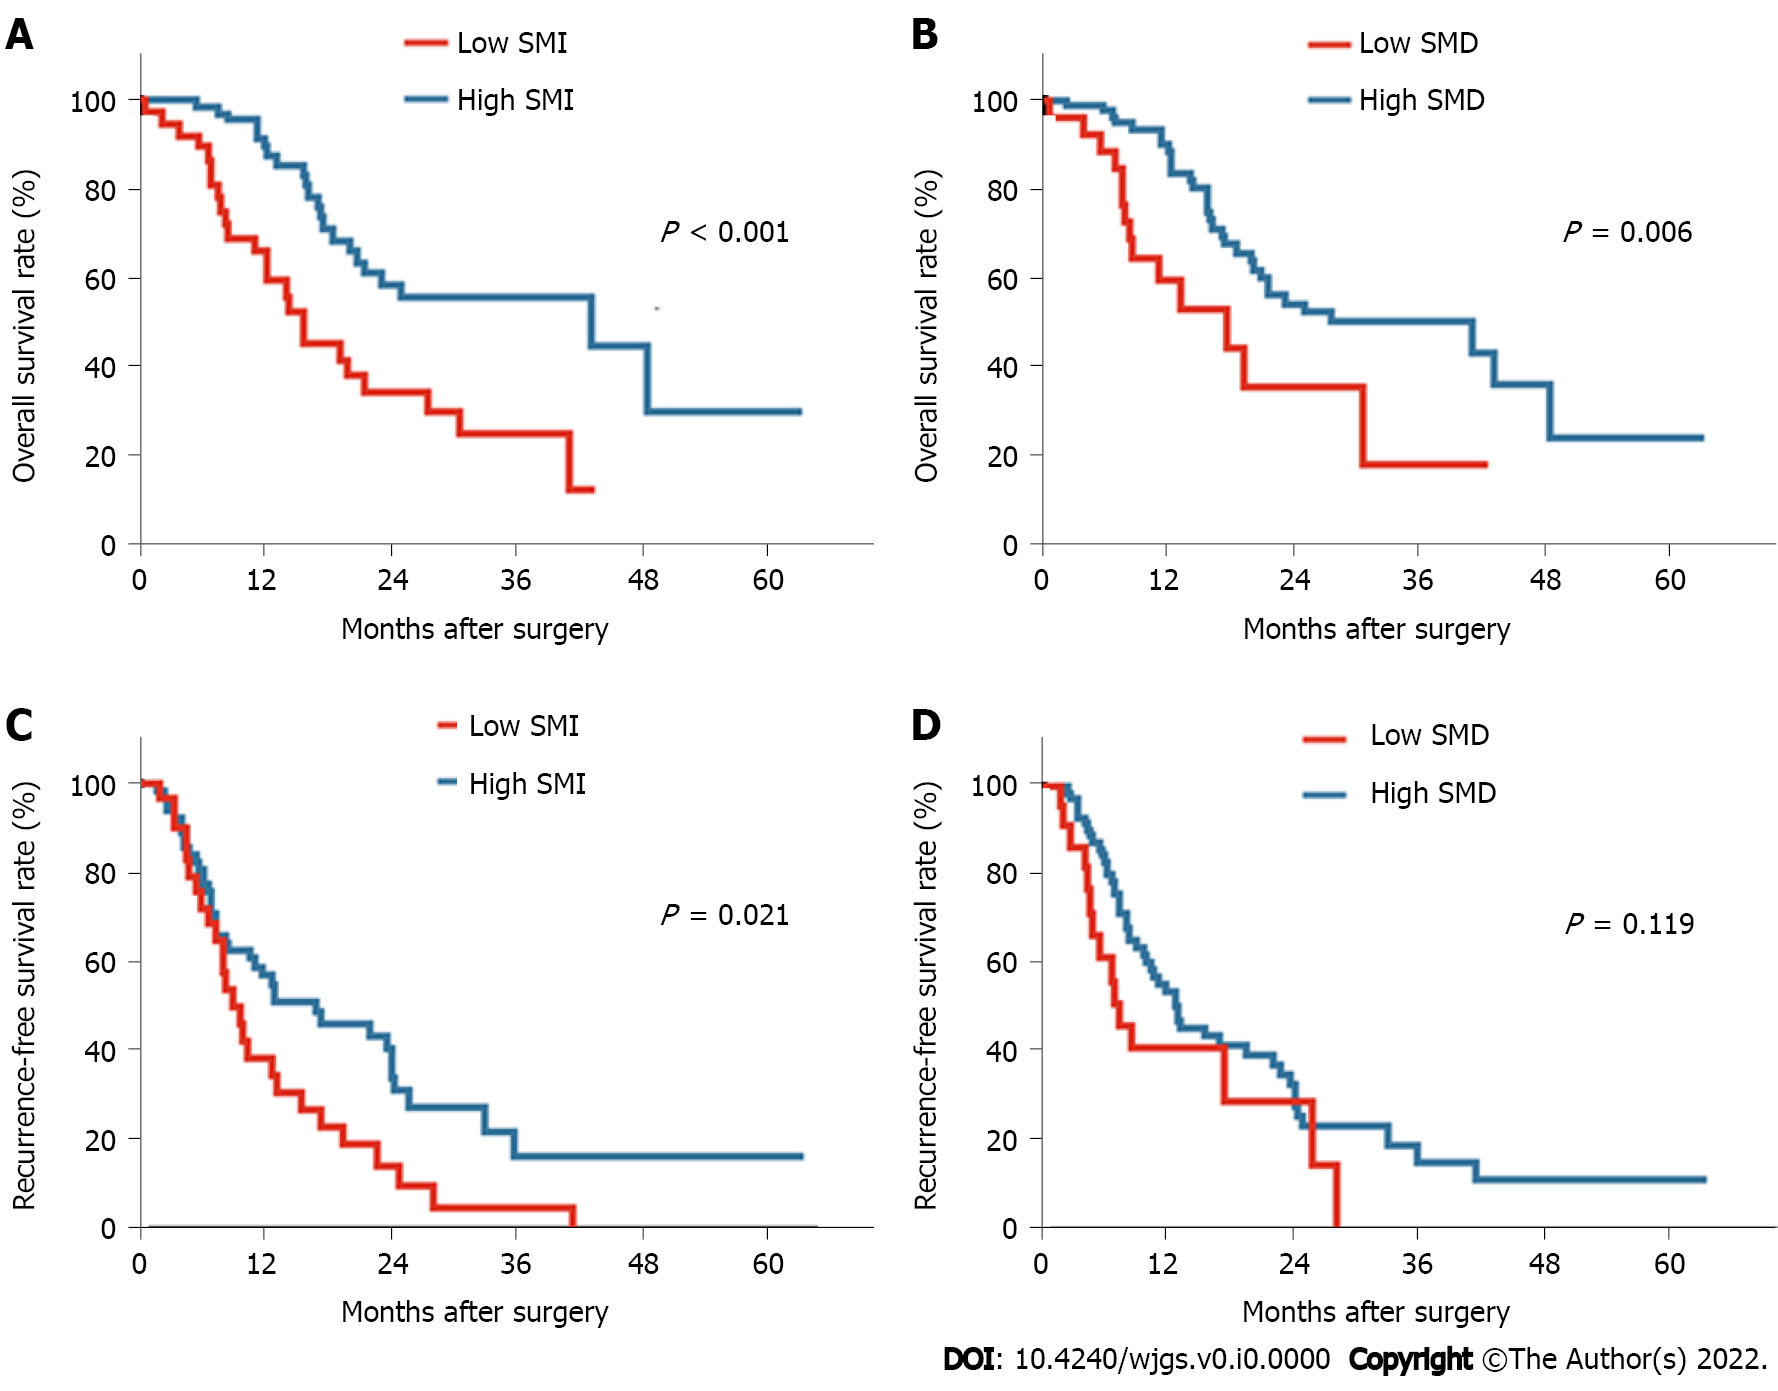 A
Low SMI
High SMI
Overall survival rate (%)
100
80
60
40
20
0
P < 0.001
0 12 24 36 48 60
Months after surgery
B
Low SMD
High SMD
Overall survival rate (%)
100
80
60
40
20
0
P = 0.006
0 12 24 36 48 60
Months after surgery
C
Low SMI
High SMI
Recurrence-free survival rate (%)
100
80
60
40
20
0
P = 0.021
0 12 24 36 48 60
Months after surgery
D
Low SMD
High SMD
Recurrence-free survival rate (%)
100
80
60
40
20
0
P = 0.119
0 12 24 36 48 60
Months after surgery
DOI: 10.4240/wjgs.v0.i0.0000 Copyright ©The Author(s) 2022.